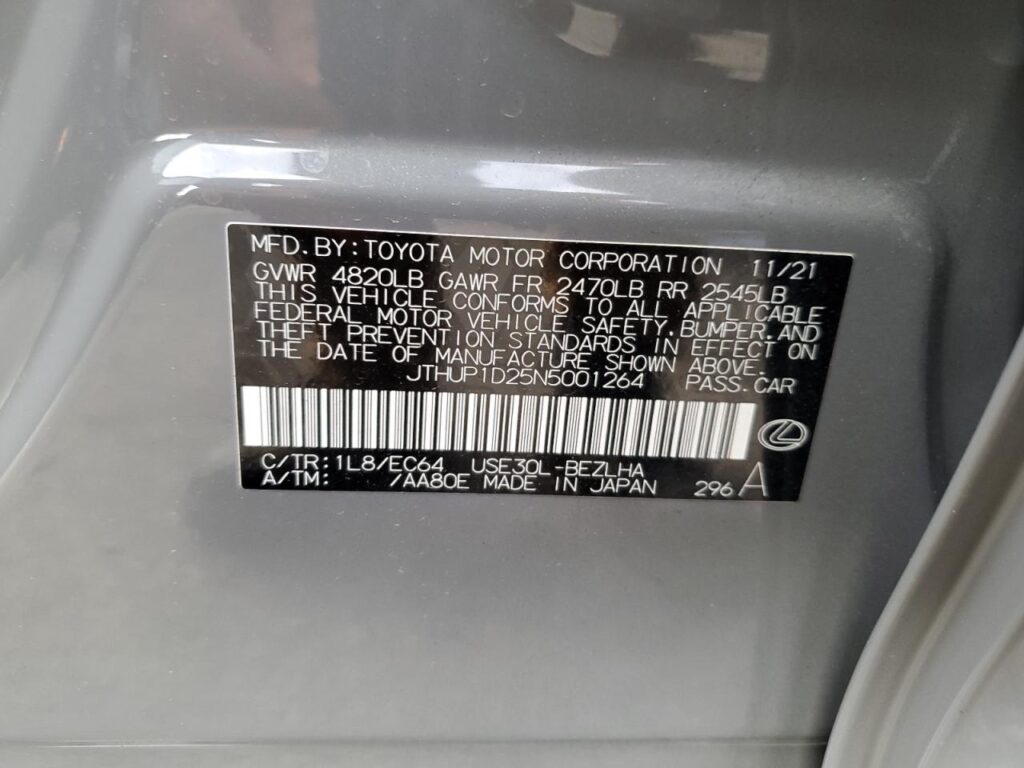 MFD. BY: TOYOTA MOTOR CORPORATION 11/21
GVWR 4820LB GAWR FR 2470LB RR 2545LB
THIS VEHICLE CONFORMS TO ALL APPLICABLE
FEDERAL MOTOR VEHICLE SAFETY, BUMPER, AND
THEFT PREVENTION STANDARDS IN EFFECT ON
THE DATE OF MANUFACTURE SHOWN ABOVE.
JTHUP1D25N5001264 PASS. CAR
C/TR: 1L8/EC64 USE30L-BEZLHA
A/TM: /AA80E MADE IN JAPAN 296 A